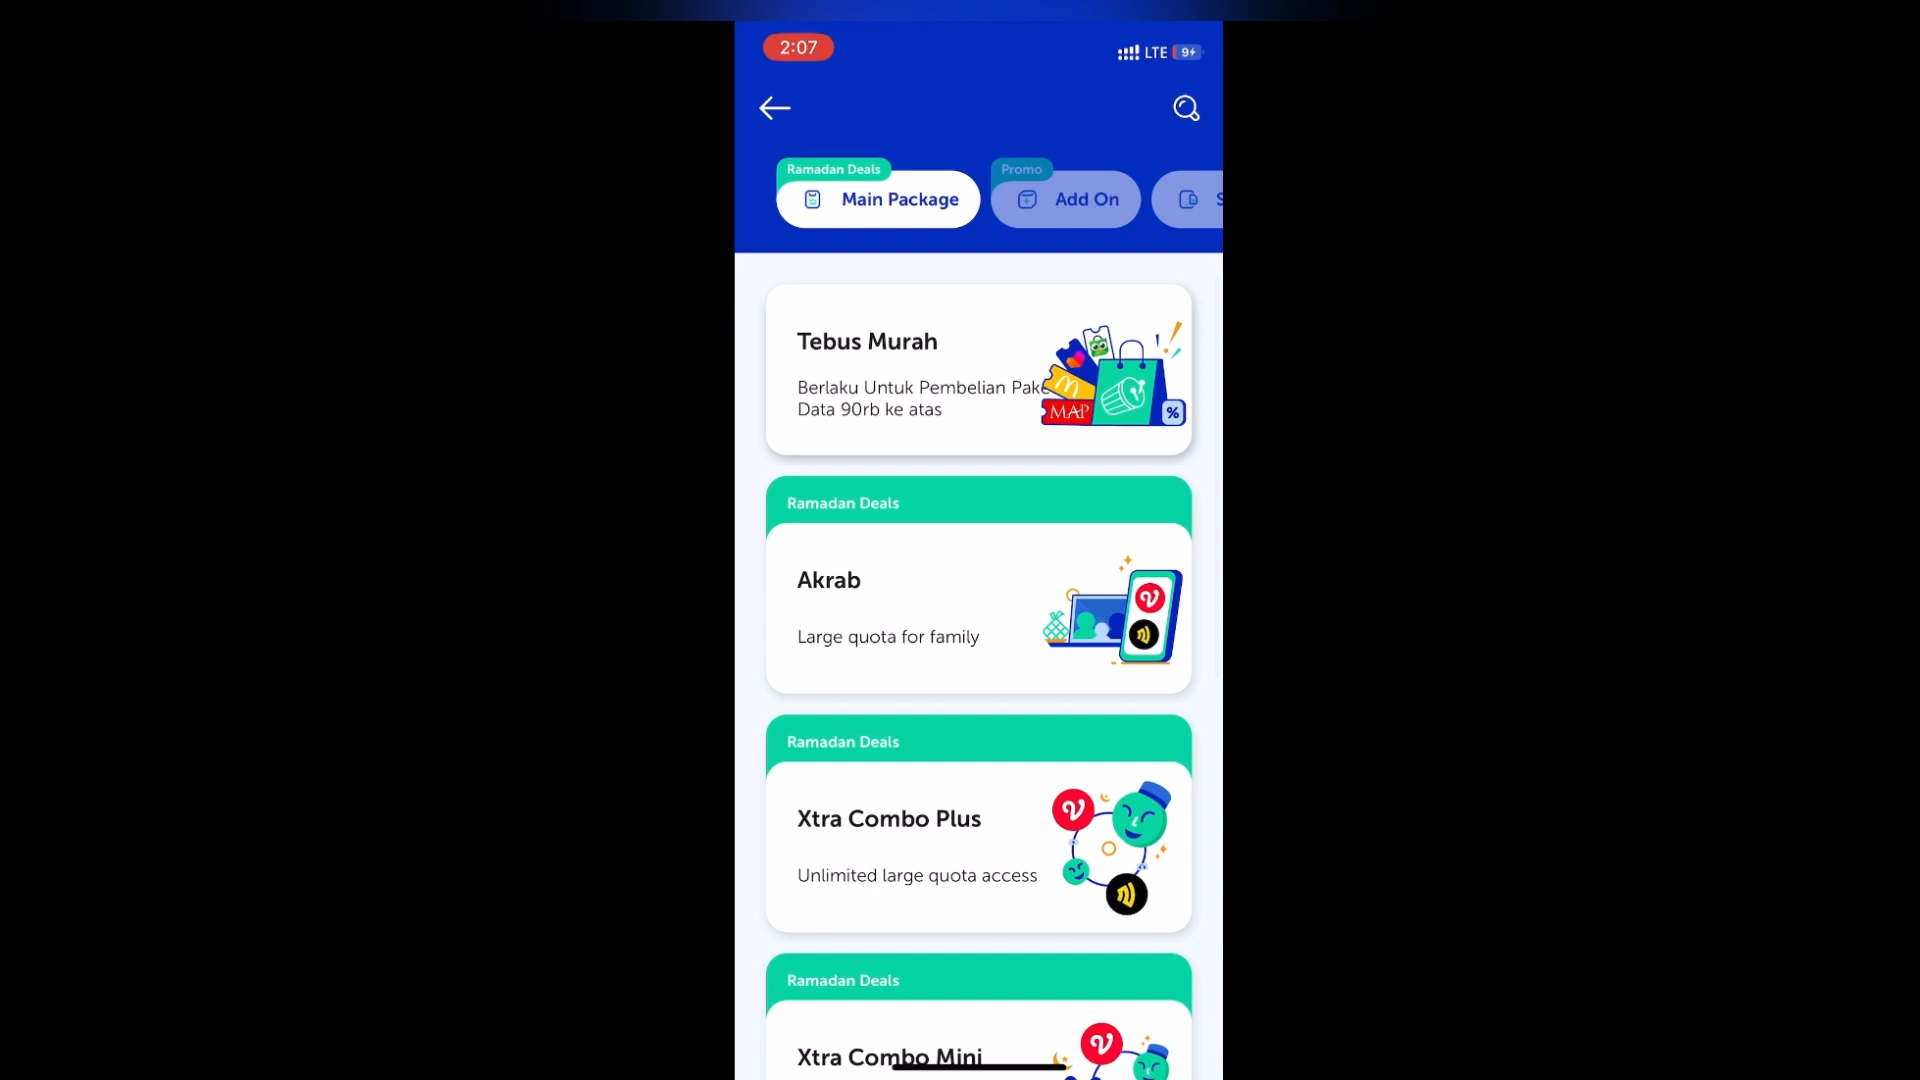 2:07
LTE 9
Ramadan Deals
Main Package
Promo
Add On
Tebus Murah
Berlaku Untuk Pembelian Pake
Data 90rb ke atas
MAP
%
Ramadan Deals
Akrab
Large quota for family
Ramadan Deals
Xtra Combo Plus
Unlimited large quota access
Ramadan Deals
Xtra Combo Mini